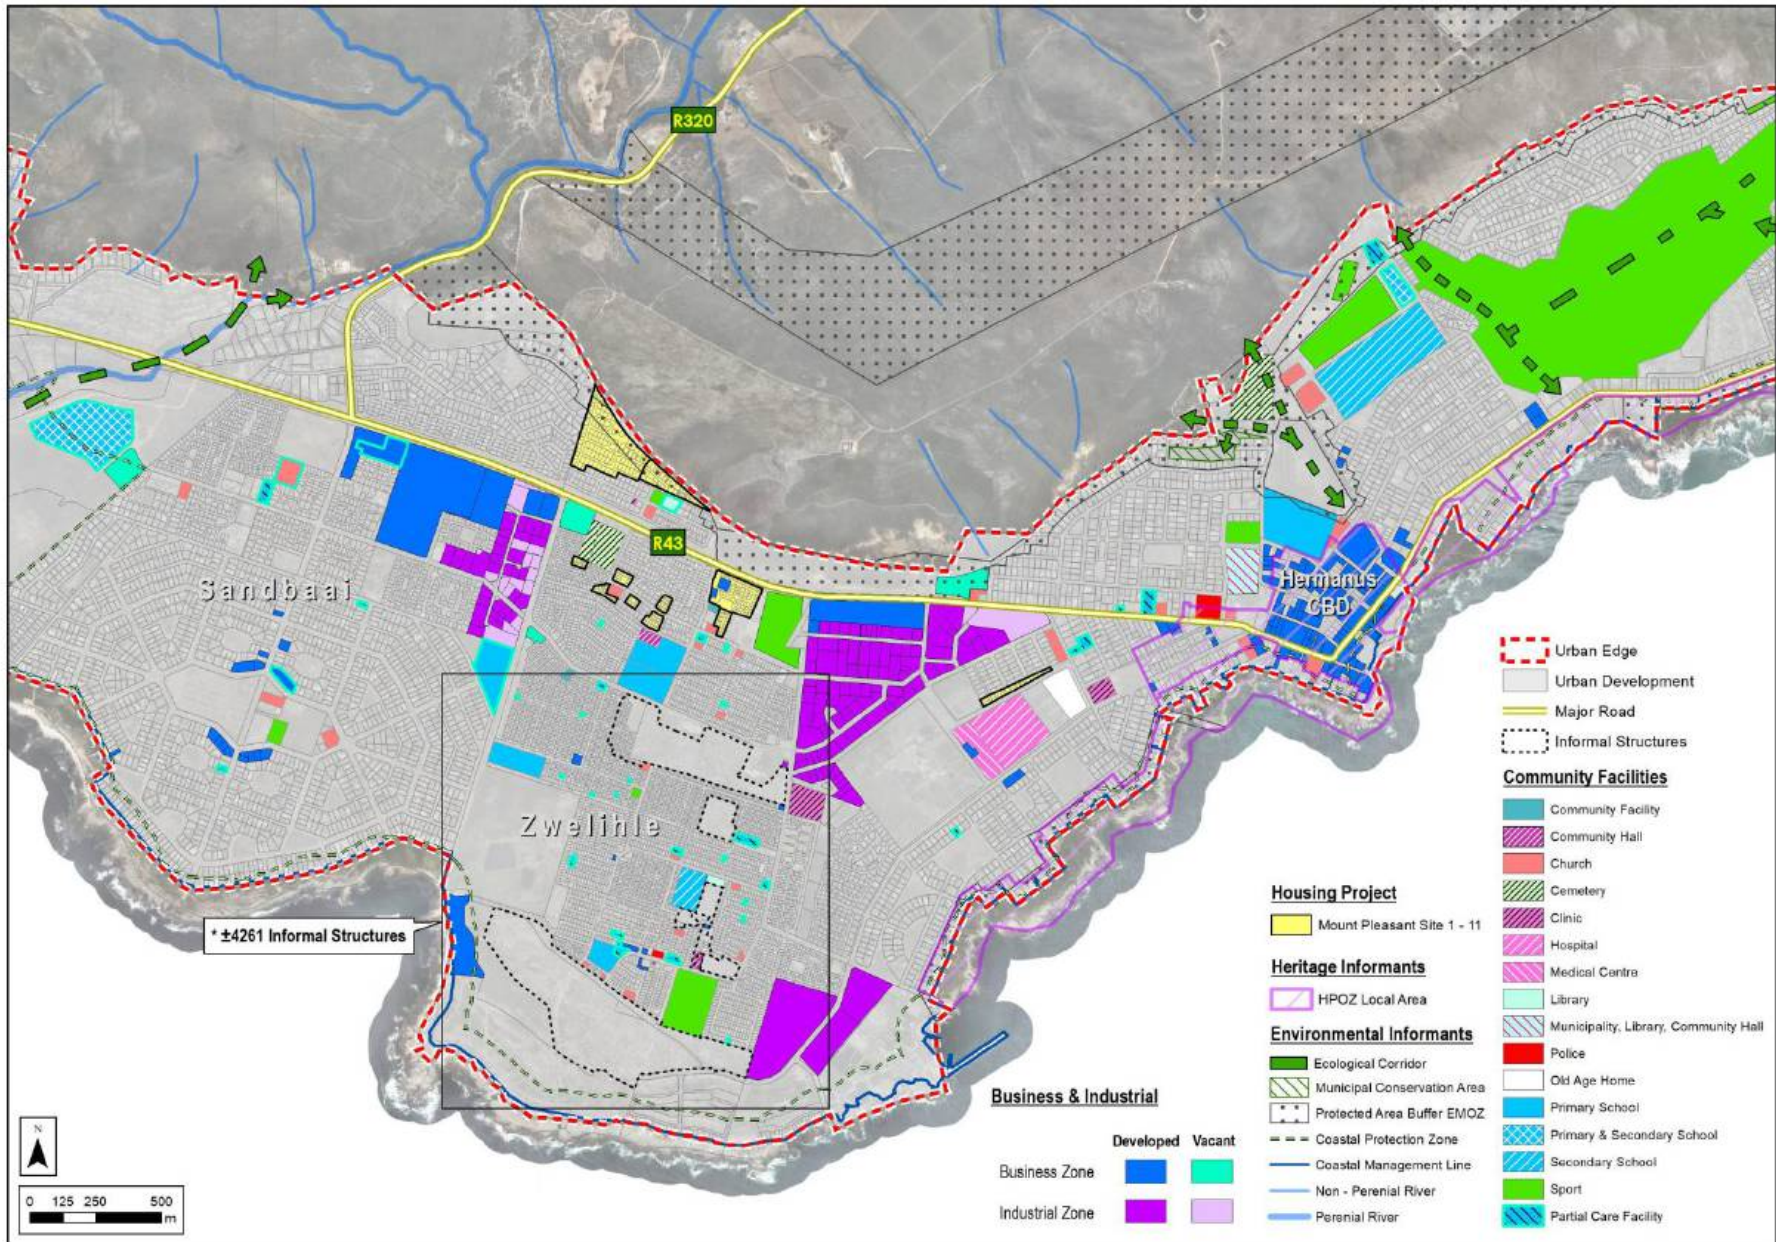 R320
R43
Sandbaai
Hermanus
CBD
Zwelihle
* ±4261 Informal Structures
N
0 125 250 500
m
Business & Industrial
Developed Vacant
Business Zone
Industrial Zone
Housing Project
Mount Pleasant Site 1 - 11
Heritage Informants
HPOZ Local Area
Environmental Informants
Ecological Corridor
Municipal Conservation Area
Protected Area Buffer EMOZ
Coastal Protection Zone
Coastal Management Line
Non - Perenial River
Perenial River
Urban Edge
Urban Development
Major Road
Informal Structures
Community Facilities
Community Facility
Community Hall
Church
Cemetery
Clinic
Hospital
Medical Centre
Library
Municipality, Library, Community Hall
Police
Old Age Home
Primary School
Primary & Secondary School
Secondary School
Sport
Partial Care Facility